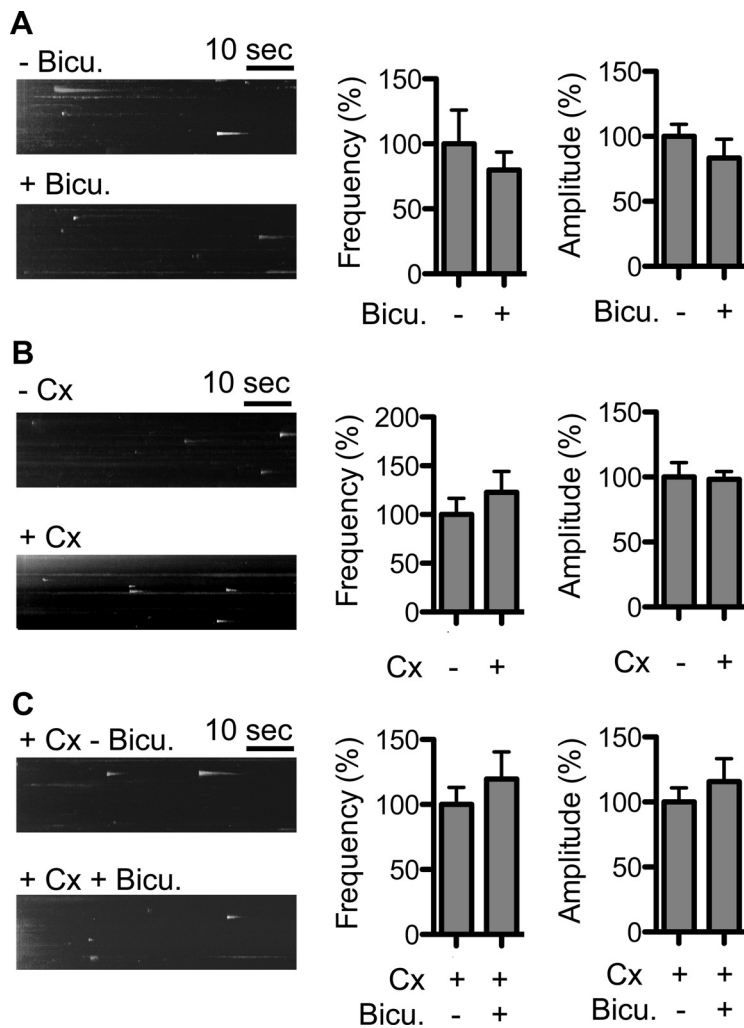 A
10 sec
- Bicu.
+ Bicu.
Frequency (%)
150
100
50
0
Bicu. - +
Amplitude (%)
150
100
50
0
Bicu. - +
B
10 sec
- Cx
+ Cx
Frequency (%)
200
150
100
50
0
Cx - +
Amplitude (%)
150
100
50
0
Cx - +
C
10 sec
+ Cx - Bicu.
+ Cx + Bicu.
Frequency (%)
150
100
50
0
Cx + +
Bicu. - +
Amplitude (%)
150
100
50
0
Cx + +
Bicu. - +